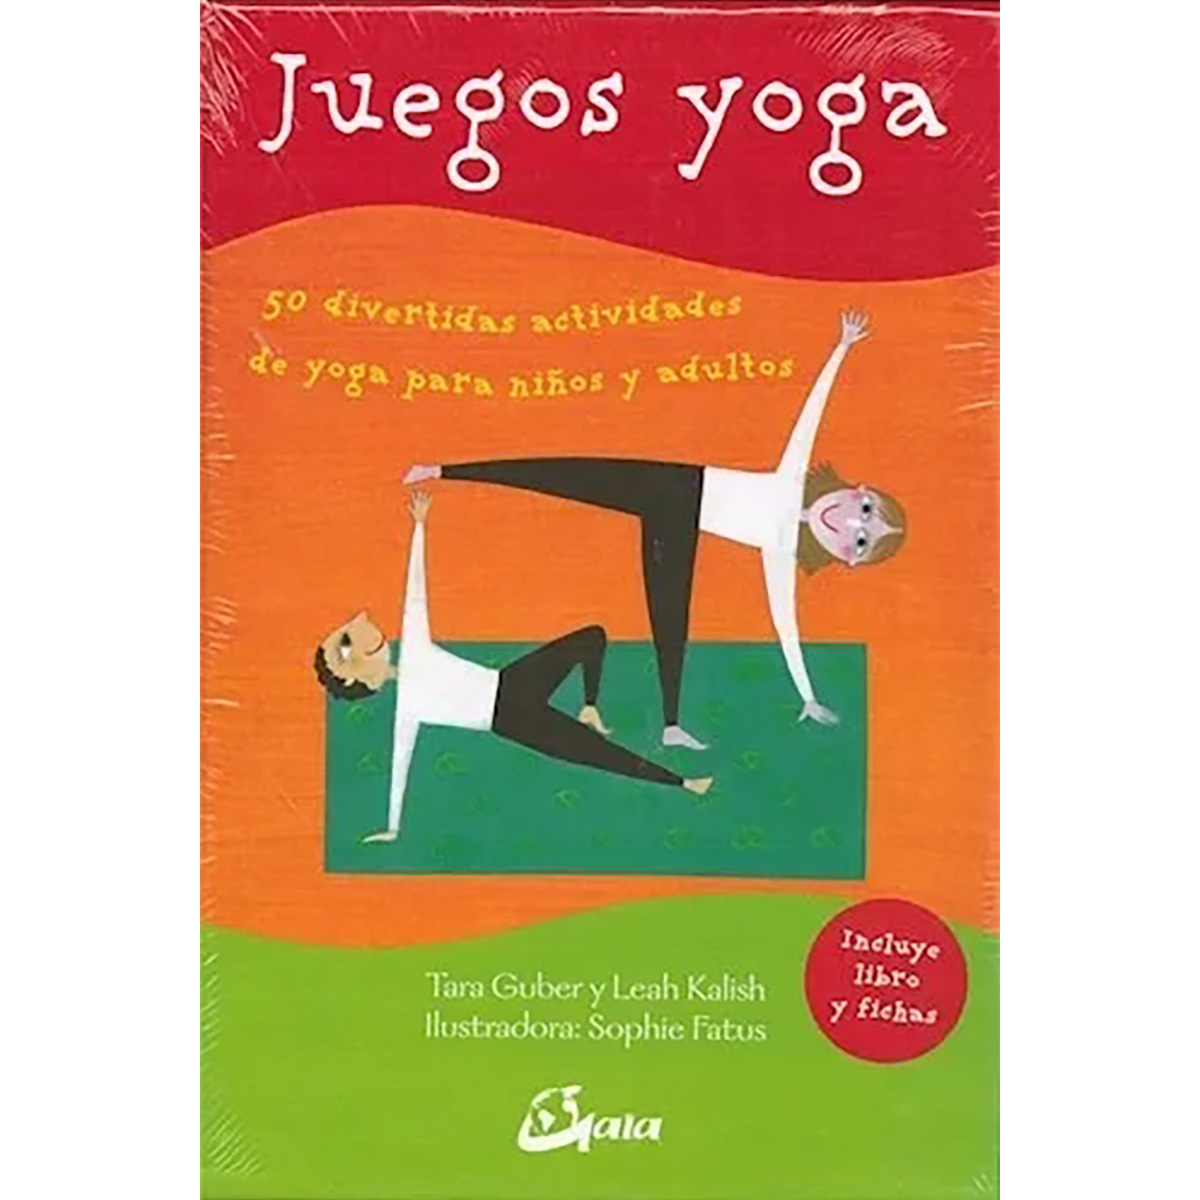 Juegos yoga
50 divertidas actividades
de yoga para niños y adultos
Incluye
libro
y fichas
Tara Guber y Leah Kalish
Ilustradora: Sophie Fatus
Gaia